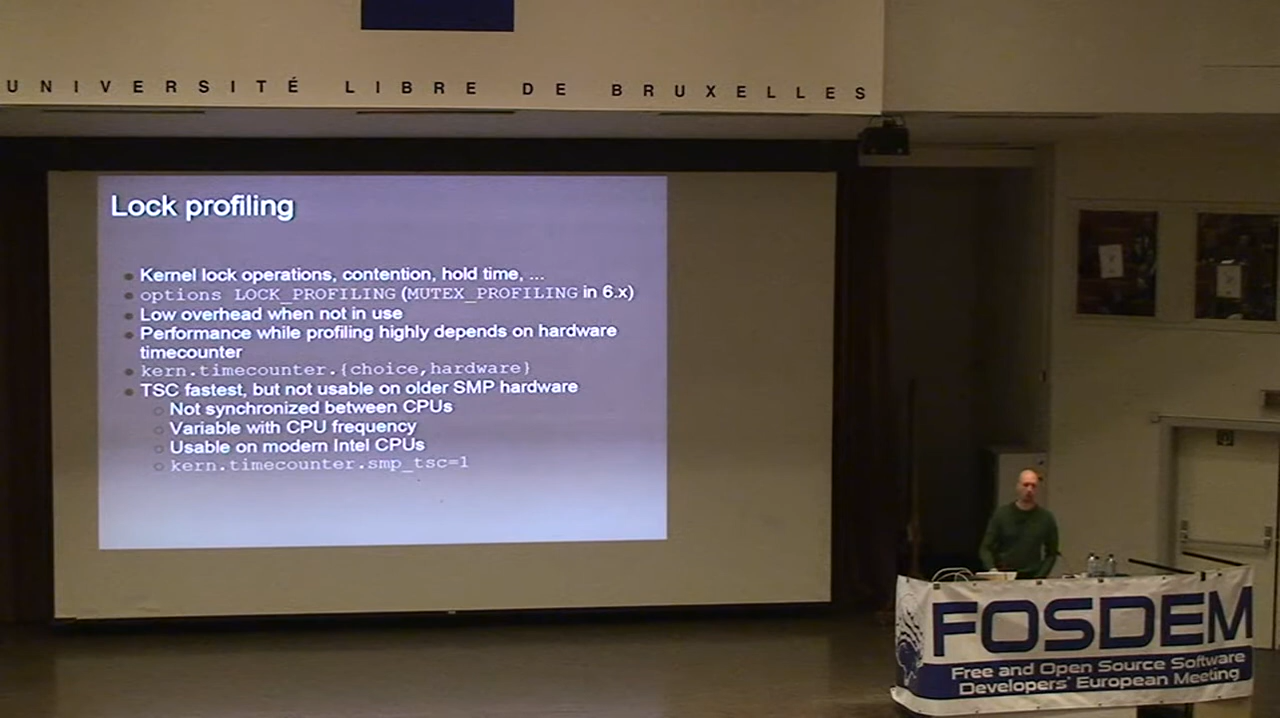 UNIVERSITÉ LIBRE DE BRUXELLES
Lock profiling
Kernel lock operations, contention, hold time, ...
options LOCK_PROFILING (MUTEX_PROFILING in 6.x)
Low overhead when not in use
Performance while profiling highly depends on hardware
timecounter
kern.timecounter.{choice,hardware}
TSC fastest, but not usable on older SMP hardware
Not synchronized between CPUs
Variable with CPU frequency
Usable on modern Intel CPUs
kern.timecounter.smp_tsc=1
FOSDEM
Free and Open Source Software
Developers' European Meeting